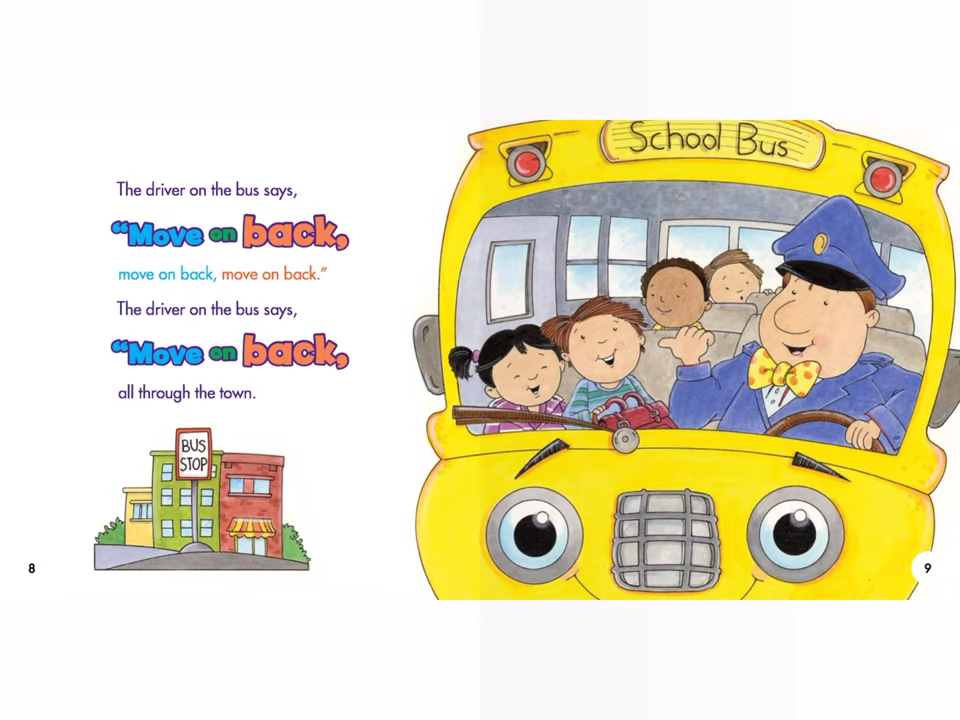 The driver on the bus says,
“Move on back,
move on back, move on back.”
The driver on the bus says,
“Move on back,
all through the town.
BUS
STOP
8
School Bus
9